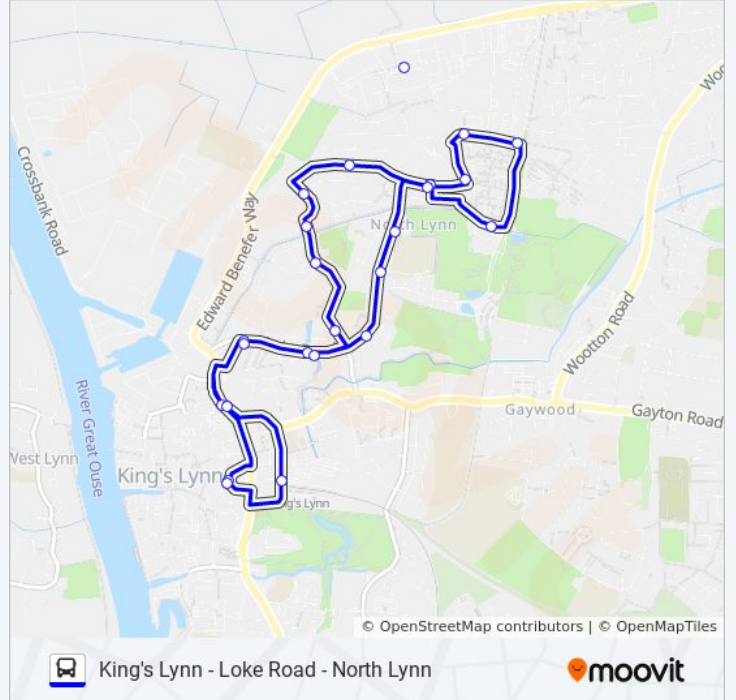 Woo
Crossbank Road
Edward Benefer Way
North Lynn
Wootton Road
Gaywood
Gayton Road
River Great Ouse
West Lynn
King's Lynn
g's Lynn
© OpenStreetMap contributors | © OpenMapTiles
King's Lynn - Loke Road - North Lynn
moovit